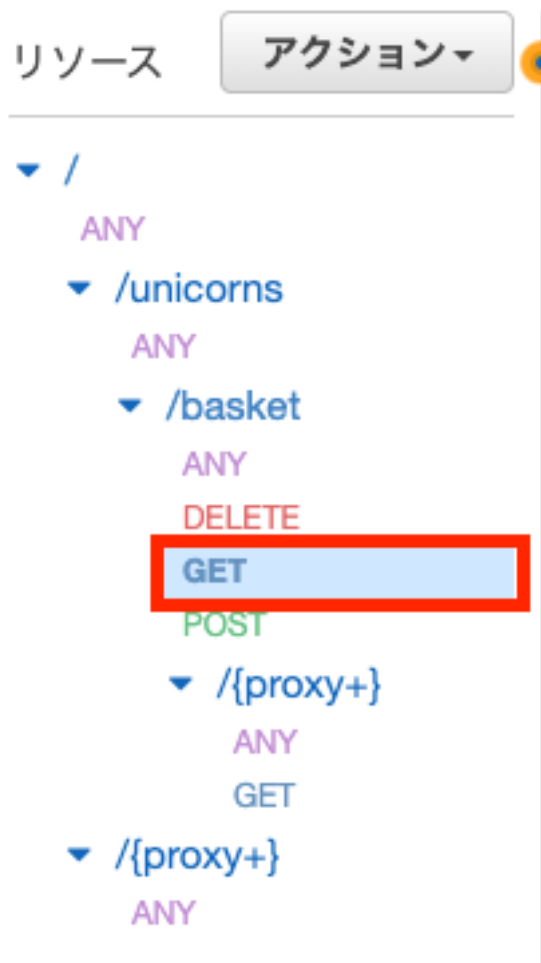 リソース アクション
/
ANY
/unicorns
ANY
/basket
ANY
DELETE
GET
POST
/{proxy+}
ANY
GET
/{proxy+}
ANY